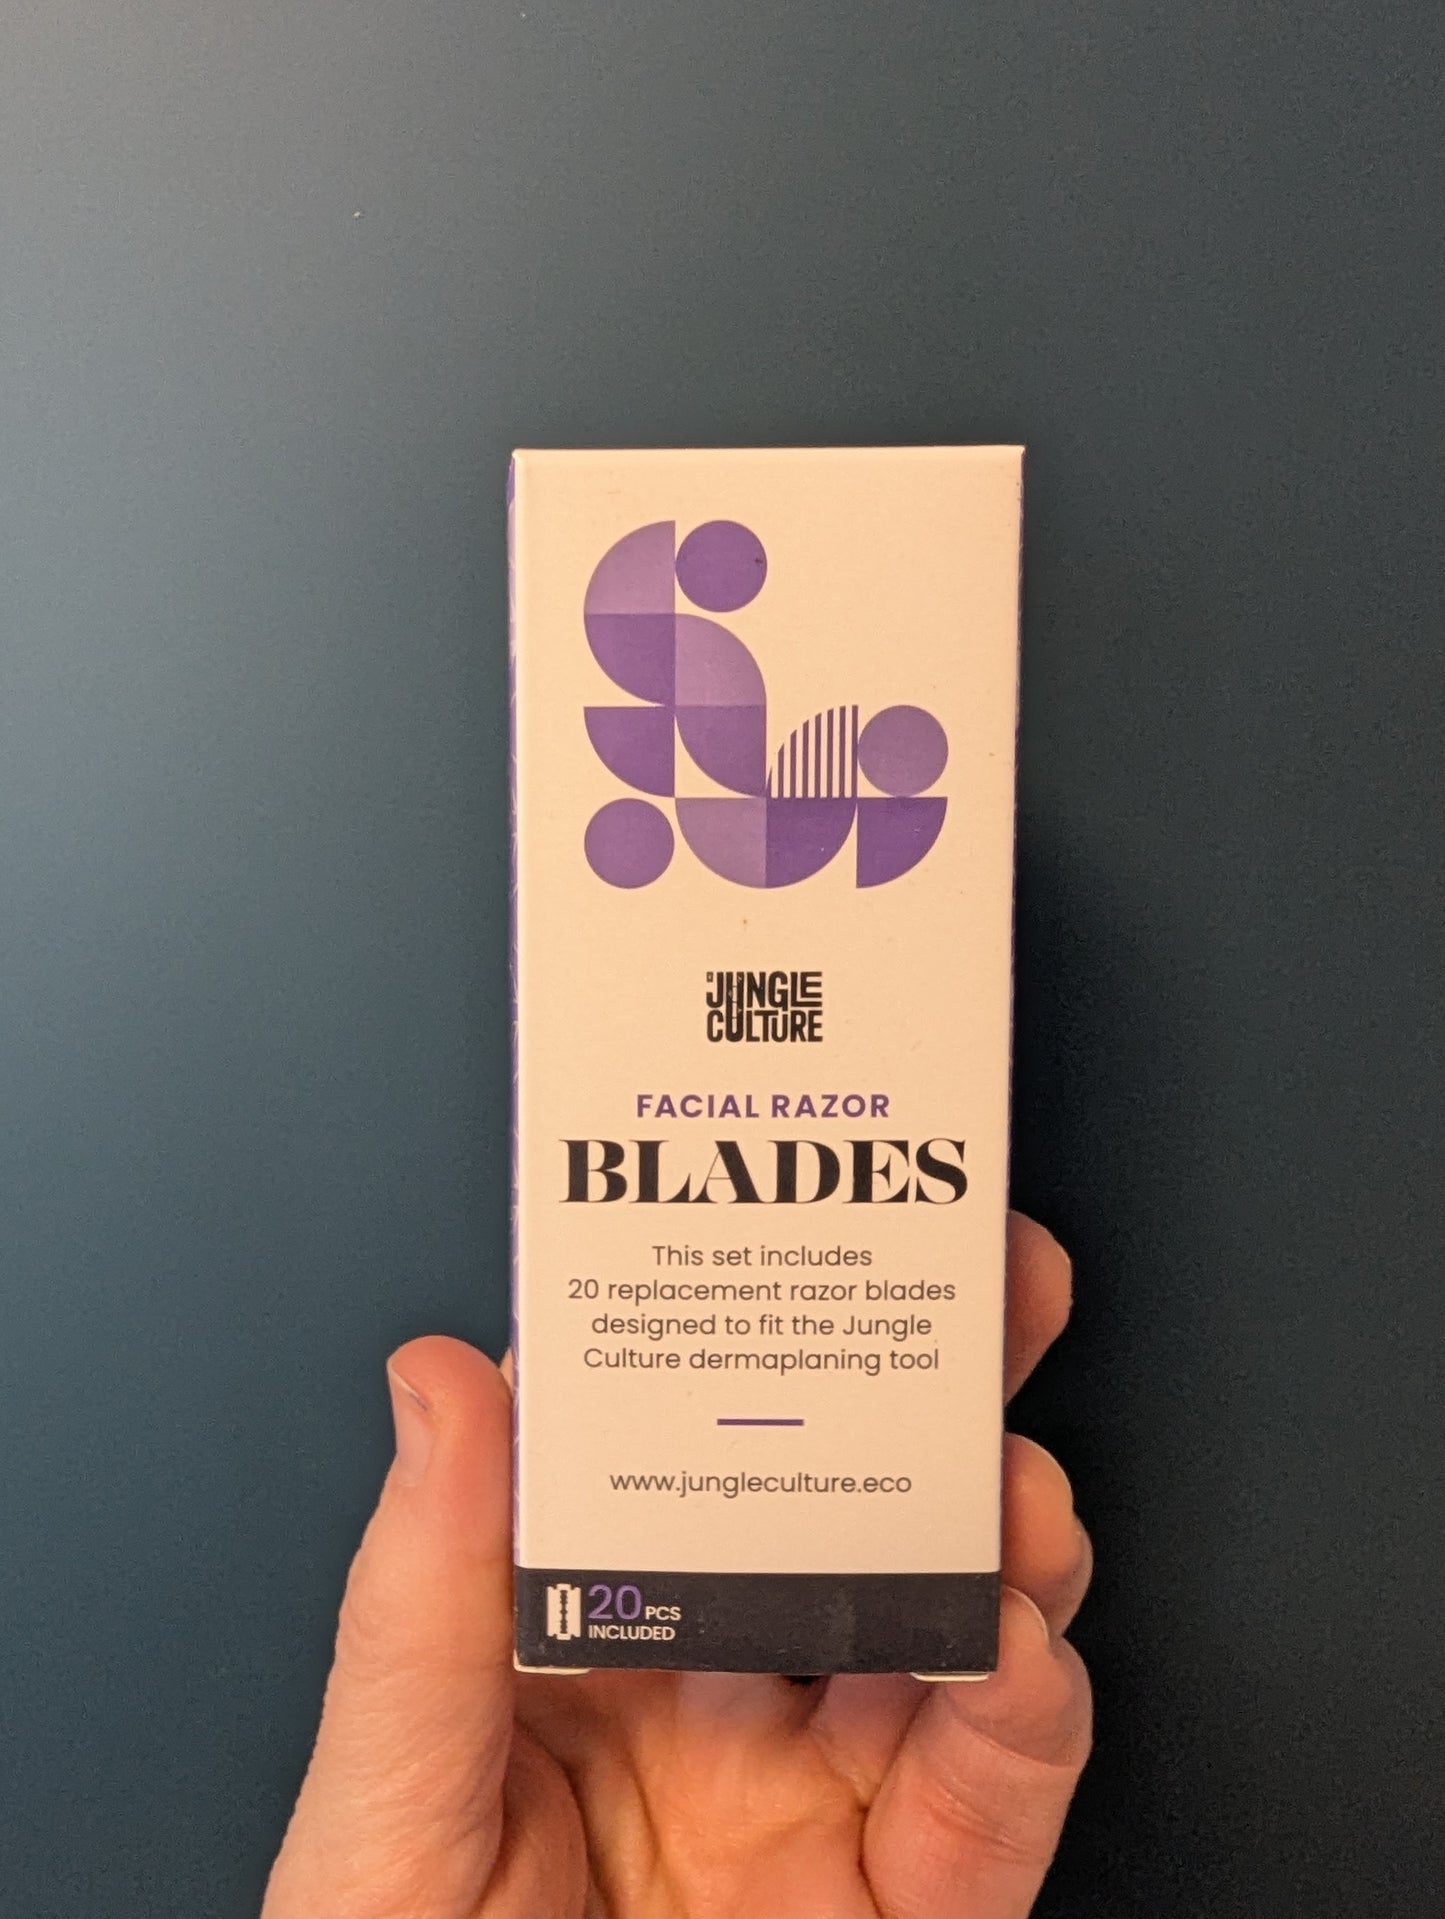 JUNGLE
CULTURE
FACIAL RAZOR
BLADES
This set includes
20 replacement razor blades
designed to fit the Jungle
Culture dermaplaning tool
www.jungleculture.eco
20 PCS
INCLUDED